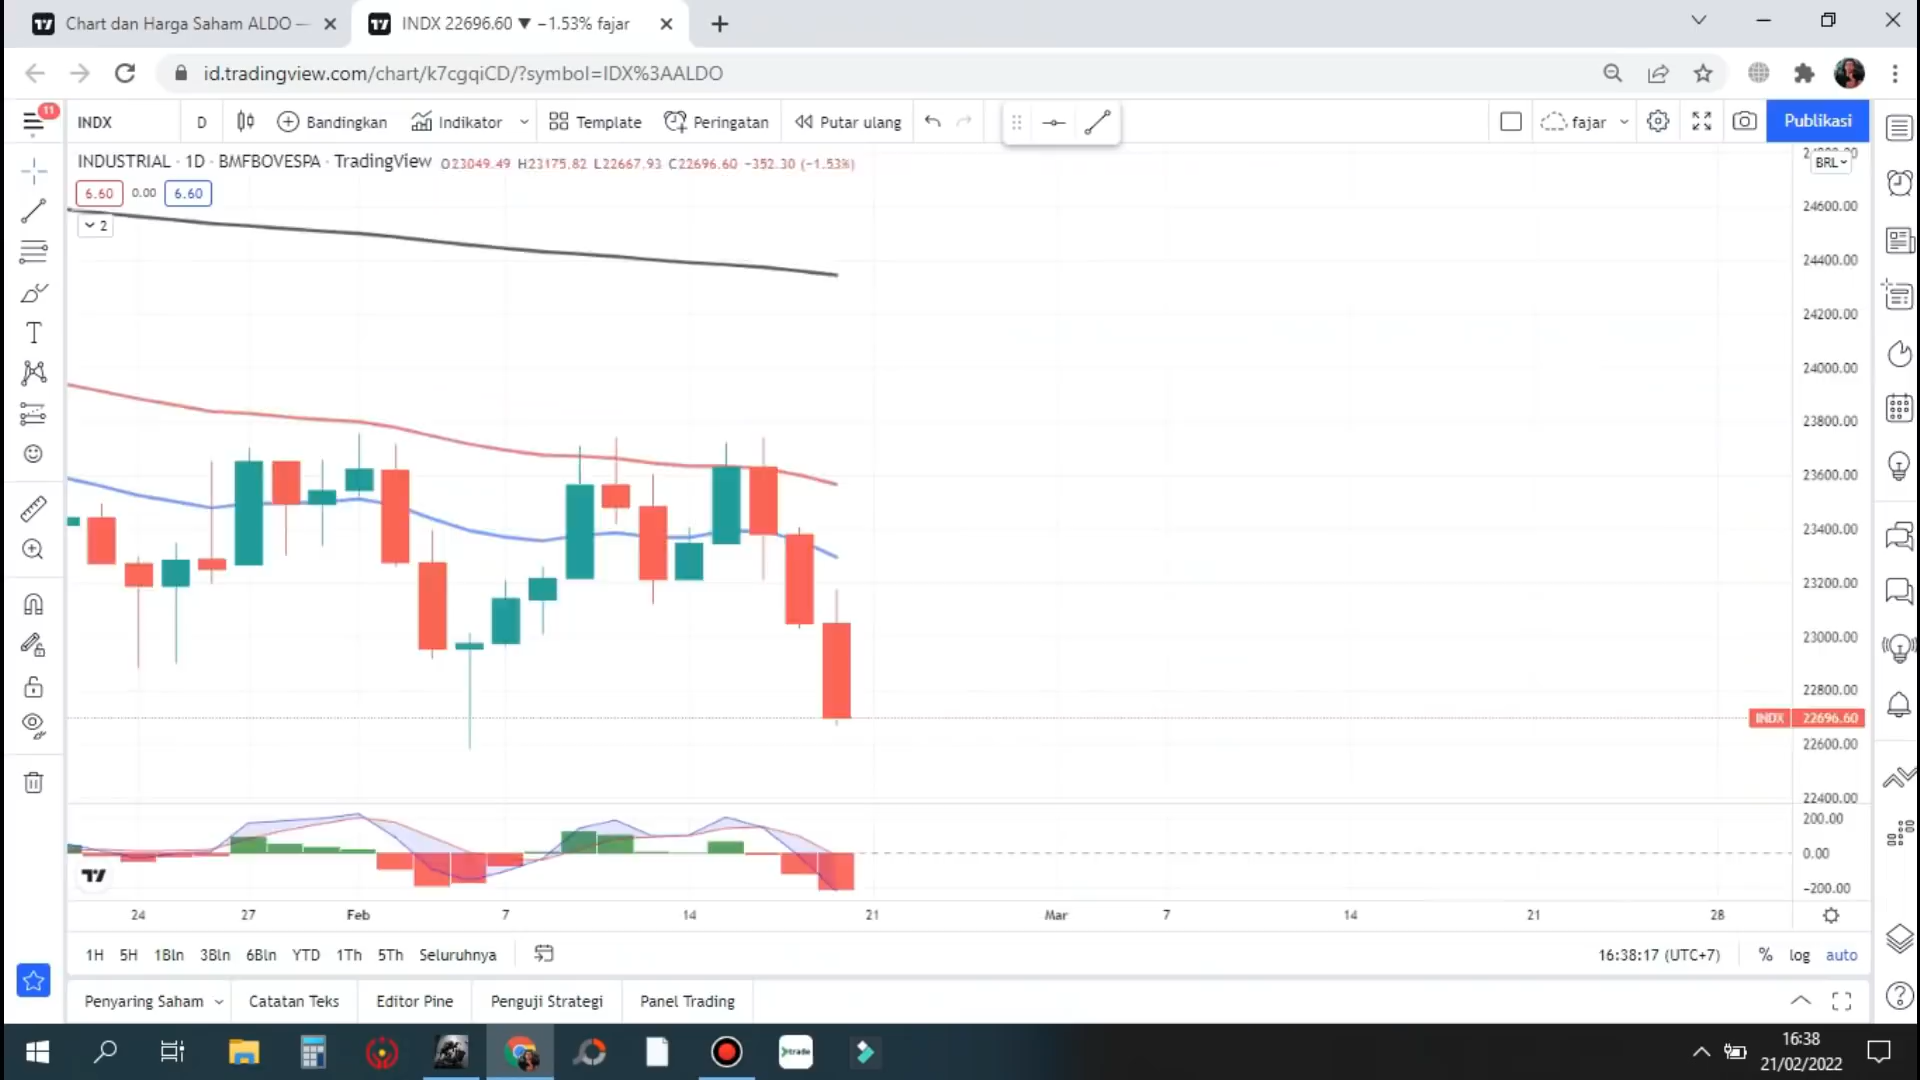 Chart dan Harga Saham ALDO —
INDX 22696.60 ▼ −1.53% fajar
id.tradingview.com/chart/k7cgqiCD/?symbol=IDX%3AALDO
11
INDX
D
Bandingkan
Indikator
Template
Peringatan
Putar ulang
fajar
Publikasi
INDUSTRIAL · 1D · BMFBOVESPA · TradingView
O23049.49 H23175.82 L22667.93 C22696.60 −352.30 (−1.53%)
6.60
0.00
6.60
2
BRL
24600.00
24400.00
24200.00
24000.00
23800.00
23600.00
23400.00
23200.00
23000.00
22800.00
INDX 22696.60
22600.00
22400.00
200.00
0.00
−200.00
24
27
Feb
7
14
21
Mar
7
14
21
28
1H
5H
1Bln
3Bln
6Bln
YTD
1Th
5Th
Seluruhnya
16:38:17 (UTC+7)
%
log
auto
Penyaring Saham
Catatan Teks
Editor Pine
Penguji Strategi
Panel Trading
trade
16:38
21/02/2022